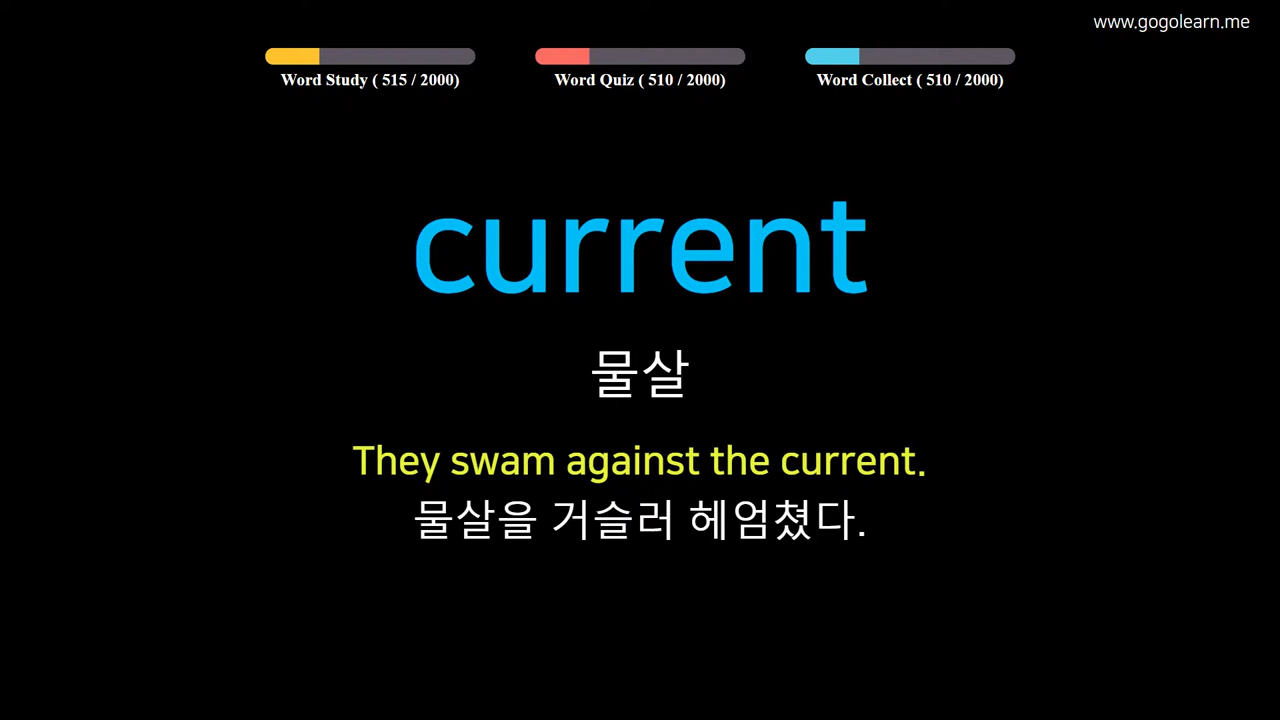 www.gogolearn.me
Word Study ( 515 / 2000)
Word Quiz ( 510 / 2000)
Word Collect ( 510 / 2000)
current
물살
They swam against the current.
물살을 거슬러 헤엄쳤다.